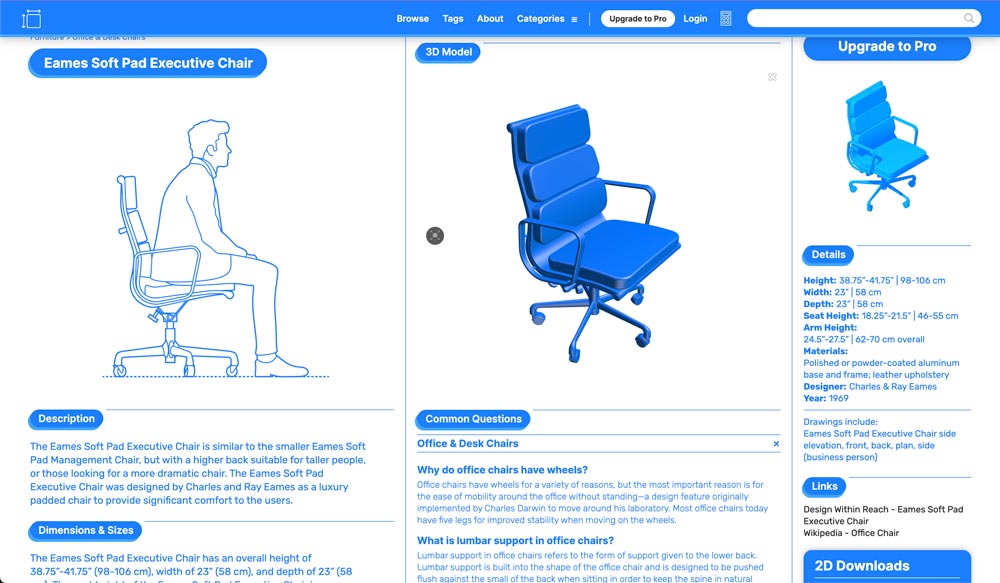 Browse Tags About Categories Upgrade to Pro Login
Furniture > Office & Desk Chairs
Eames Soft Pad Executive Chair
Description
The Eames Soft Pad Executive Chair is similar to the smaller Eames Soft
Pad Management Chair, but with a higher back suitable for taller people,
or those looking for a more dramatic chair. The Eames Soft Pad
Executive Chair was designed by Charles and Ray Eames as a luxury
padded chair to provide significant comfort to the users.
Dimensions & Sizes
The Eames Soft Pad Executive Chair has an overall height of
38.75”-41.75” (98-106 cm), width of 23” (58 cm), and depth of 23” (58
3D Model
Common Questions
Office & Desk Chairs
Why do office chairs have wheels?
Office chairs have wheels for a variety of reasons, but the most important reason is for
the ease of mobility around the office without standing—a design feature originally
implemented by Charles Darwin to move around his laboratory. Most office chairs today
have five legs for improved stability when moving on the wheels.
What is lumbar support in office chairs?
Lumbar support in office chairs refers to the form of support given to the lower back.
Lumbar support is built into the shape of the office chair and is designed to be pushed
flush against the small of the back when sitting in order to keep the spine in natural
Upgrade to Pro
Details
Height: 38.75”-41.75” | 98-106 cm
Width: 23” | 58 cm
Depth: 23” | 58 cm
Seat Height: 18.25”-21.5” | 46-55 cm
Arm Height:
24.5”-27.5” | 62-70 cm overall
Materials:
Polished or powder-coated aluminum
base and frame; leather upholstery
Designer: Charles & Ray Eames
Year: 1969
Drawings include:
Eames Soft Pad Executive Chair side
elevation, front, back, plan, side
(business person)
Links
Design Within Reach - Eames Soft Pad
Executive Chair
Wikipedia - Office Chair
2D Downloads